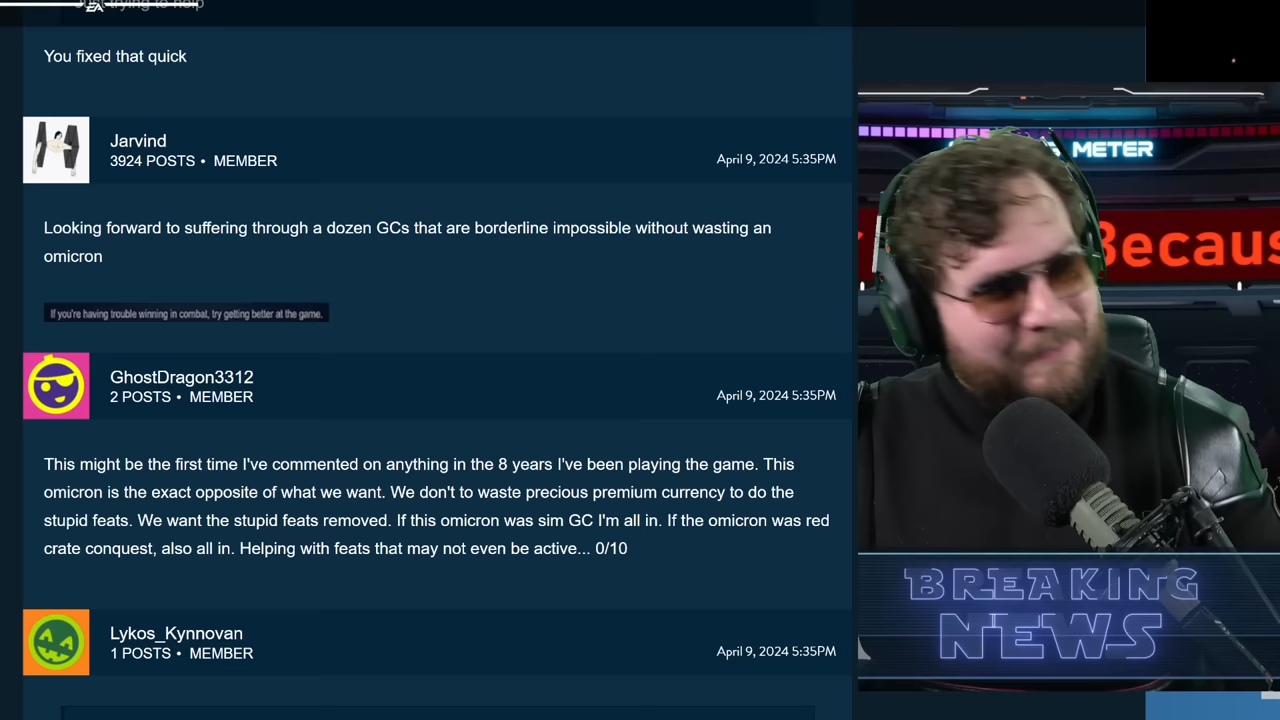 Just trying to help
EA
You fixed that quick
Jarvind
3924 POSTS • MEMBER
April 9, 2024 5:35PM
METER
Looking forward to suffering through a dozen GCs that are borderline impossible without wasting an
omicron
Becaus
If you're having trouble winning in combat, try getting better at the game.
GhostDragon3312
2 POSTS • MEMBER
April 9, 2024 5:35PM
This might be the first time I've commented on anything in the 8 years I've been playing the game. This
omicron is the exact opposite of what we want. We don't to waste precious premium currency to do the
stupid feats. We want the stupid feats removed. If this omicron was sim GC I'm all in. If the omicron was red
crate conquest, also all in. Helping with feats that may not even be active... 0/10
BREAKING
NEWS
Lykos_Kynnovan
1 POSTS • MEMBER
April 9, 2024 5:35PM